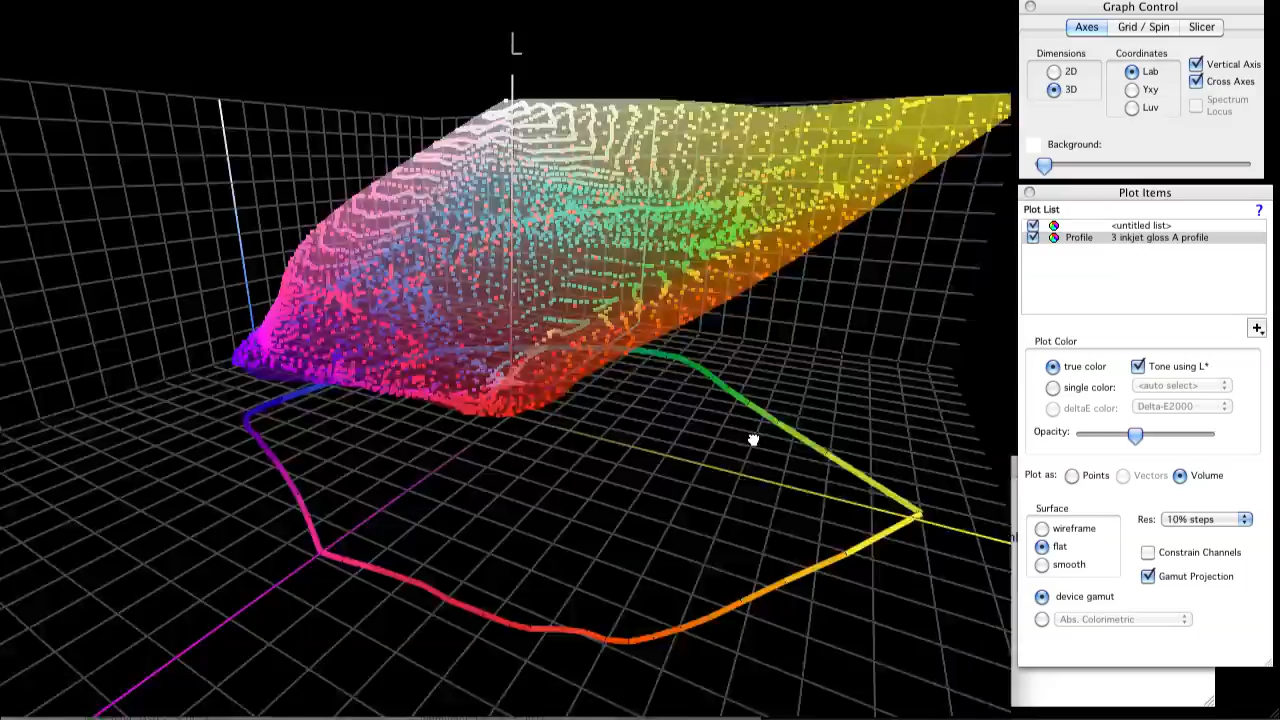 L
Graph Control
Axes
Grid / Spin
Slicer
Dimensions
2D
3D
Coordinates
Lab
Yxy
Luv
Vertical Axis
Cross Axes
Spectrum
Locus
Background:
Plot Items
Plot List
?
<untitled list>
Profile 3 inkjet gloss A profile
+
Plot Color
true color
Tone using L*
single color:
<auto select>
deltaE color:
Delta-E2000
Opacity:
Plot as:
Points
Vectors
Volume
Surface
wireframe
flat
smooth
Res:
10% steps
Constrain Channels
Gamut Projection
device gamut
Abs. Colorimetric